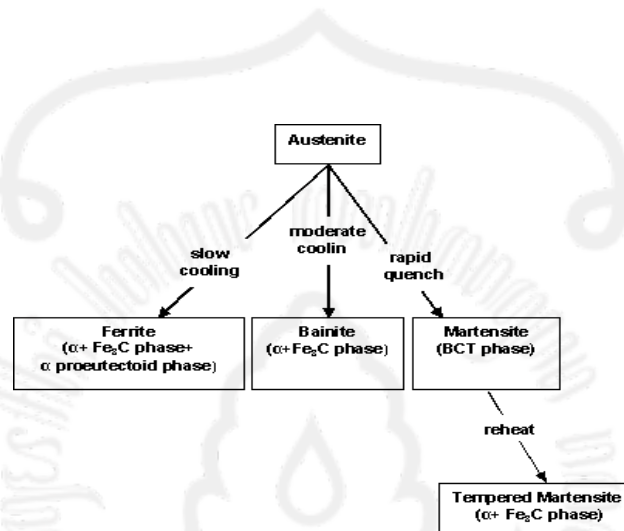 Austenite
slow
cooling
moderate
coolin
rapid
quench
Ferrite
(α+ Fe₃C phase+
α proeutectoid phase)
Bainite
(α+Fe₃C phase)
Martensite
(BCT phase)
reheat
Tempered Martensite
(α+ Fe₃C phase)